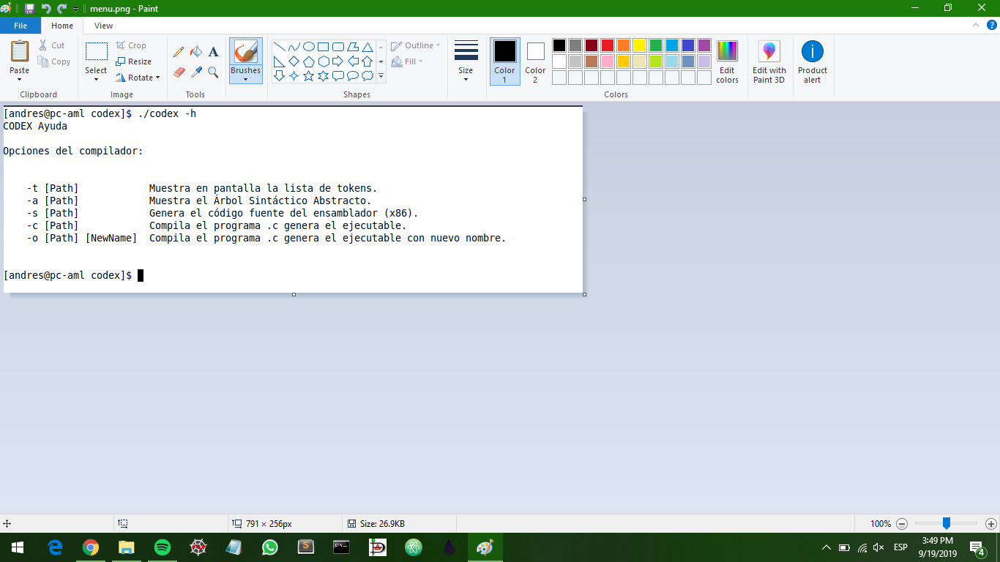 menu.png - Paint
File Home View
Paste
Cut
Copy
Clipboard
Select
Crop
Resize
Rotate
Image
A
Tools
Brushes
Outline
Fill
Shapes
Size
Color 1
Color 2
Edit colors
Colors
Edit with Paint 3D
Product alert
[andres@pc-aml codex]$ ./codex -h
CODEX Ayuda
Opciones del compilador:
-t [Path] Muestra en pantalla la lista de tokens.
-a [Path] Muestra el Árbol Sintáctico Abstracto.
-s [Path] Genera el código fuente del ensamblador (x86).
-c [Path] Compila el programa .c genera el ejecutable.
-o [Path] [NewName] Compila el programa .c genera el ejecutable con nuevo nombre.
[andres@pc-aml codex]$
791 × 256px
Size: 26.9KB
100%
ESP
3:49 PM
9/19/2019
4